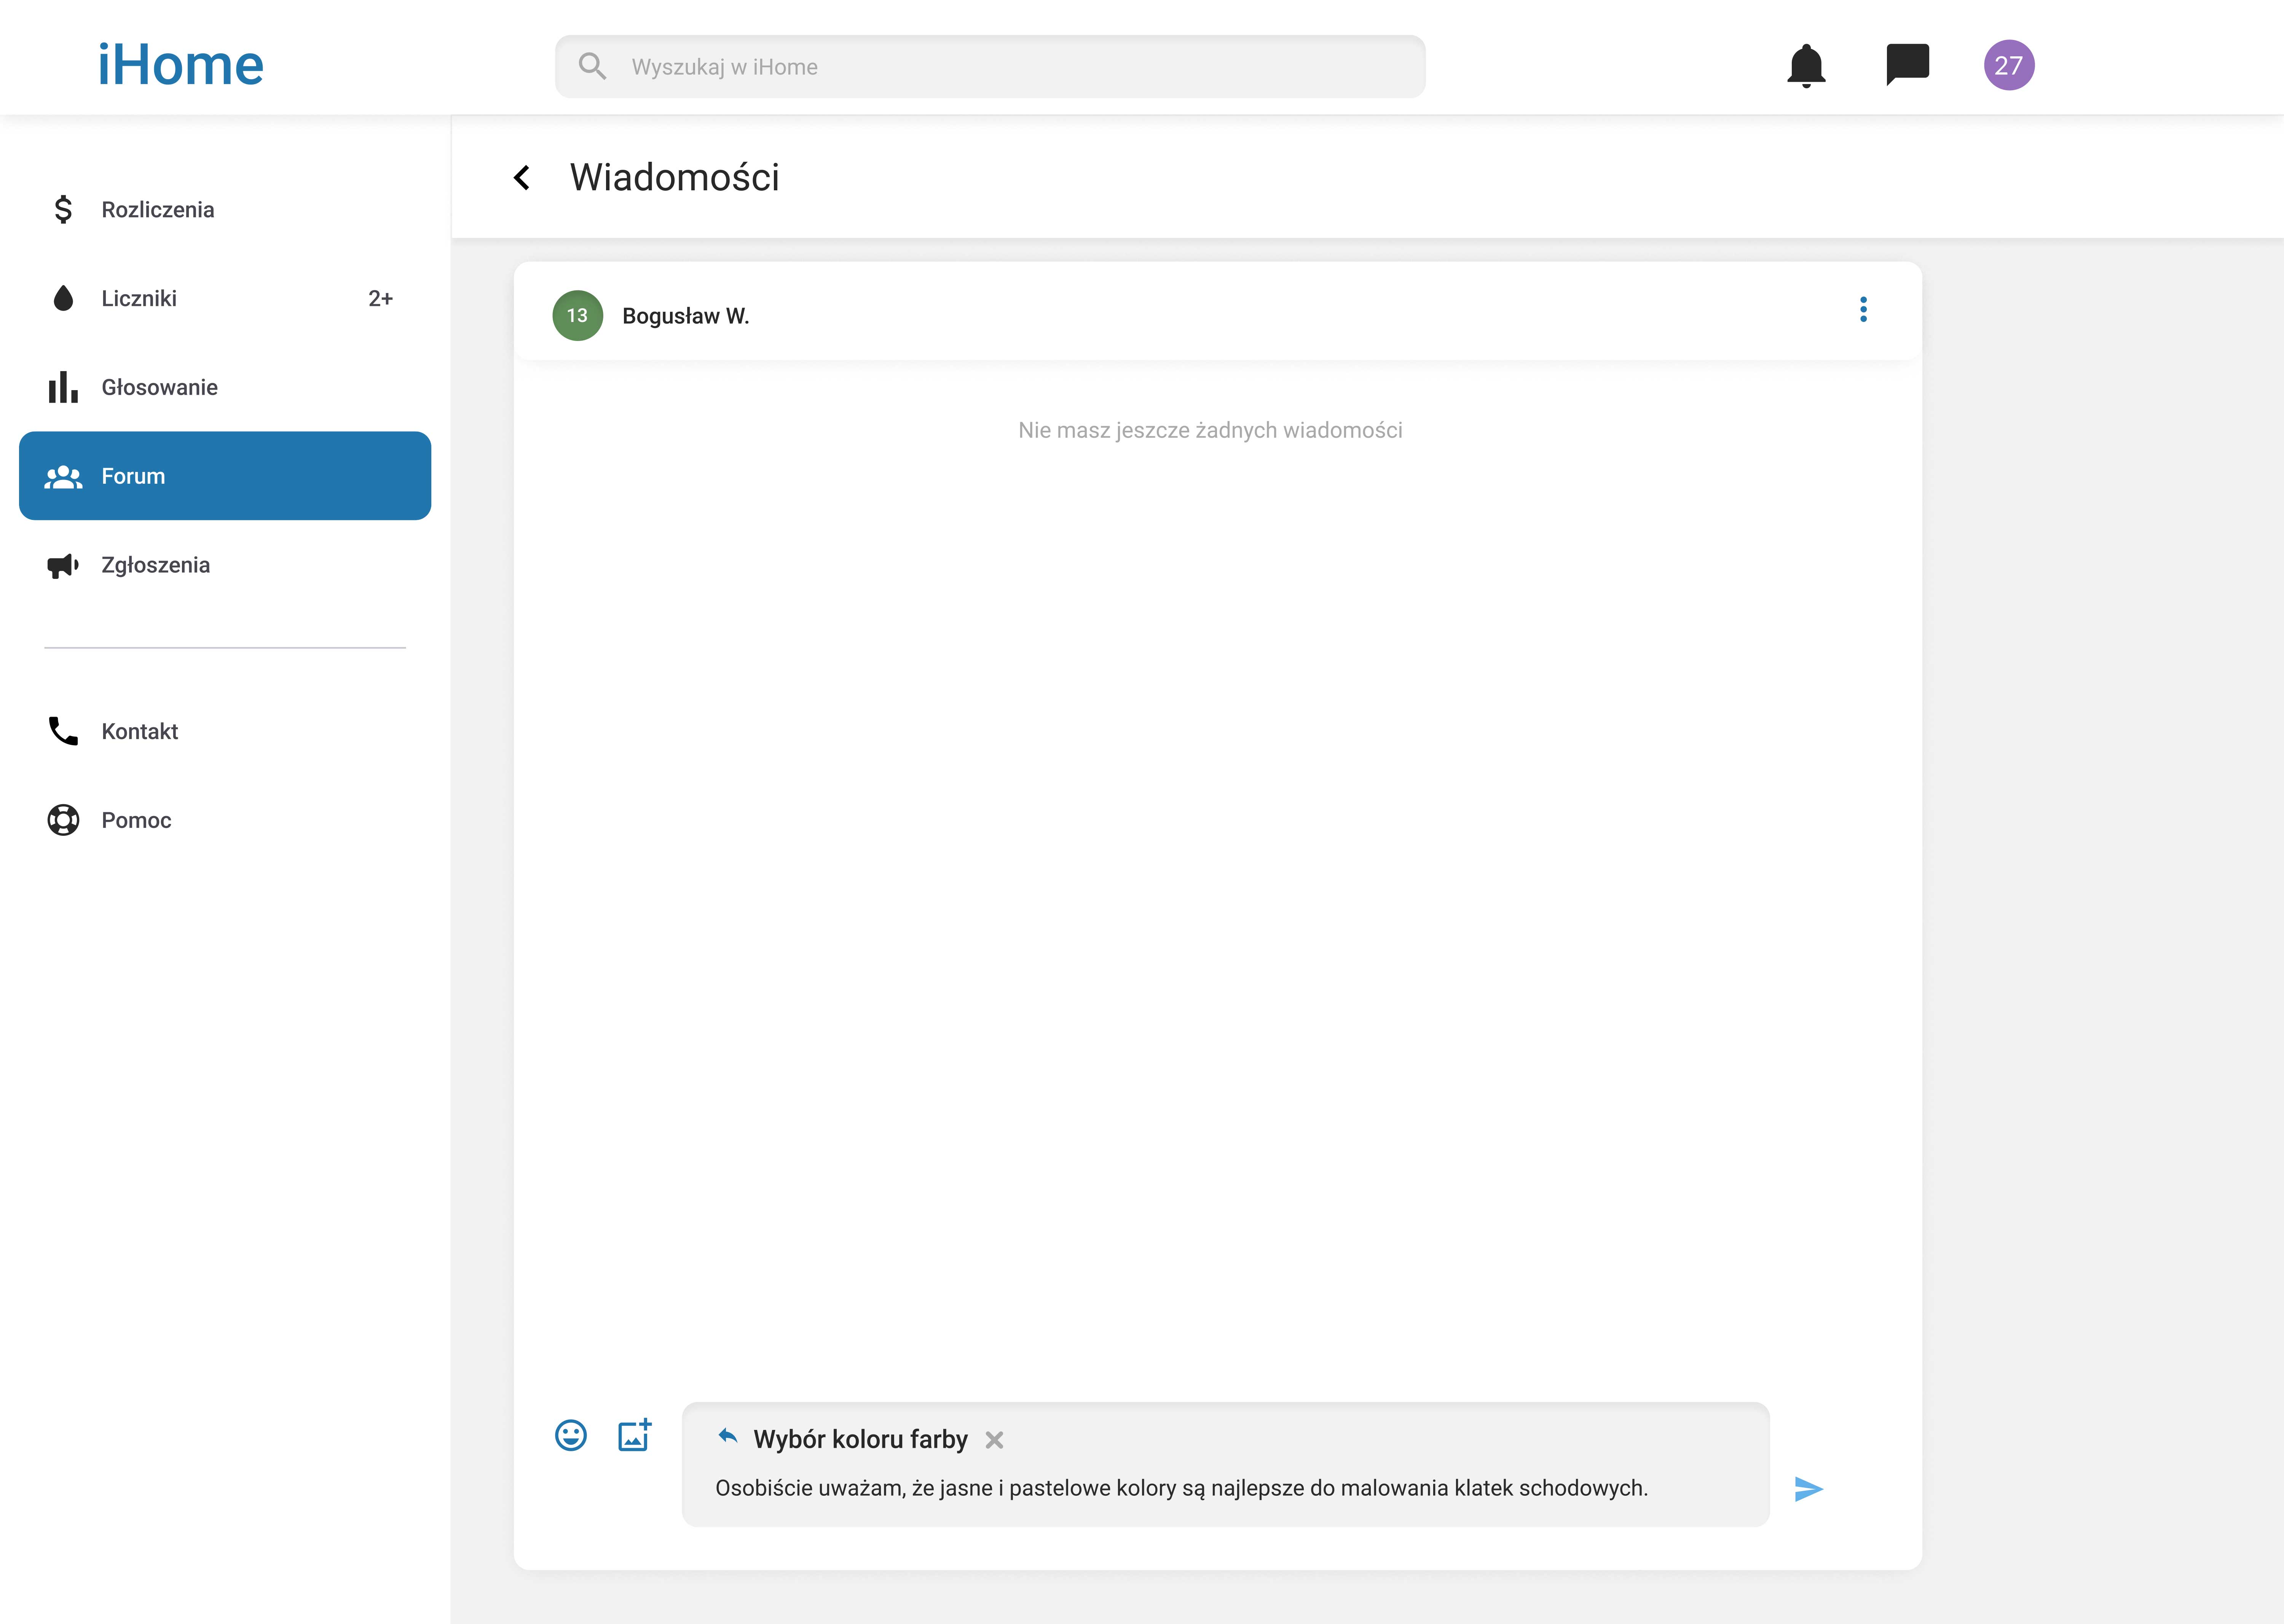 iHome
Wyszukaj w iHome
27
Wiadomości
Rozliczenia
Liczniki 2+
Głosowanie
Forum
Zgłoszenia
Kontakt
Pomoc
13 Bogusław W.
Nie masz jeszcze żadnych wiadomości
Wybór koloru farby
Osobiście uważam, że jasne i pastelowe kolory są najlepsze do malowania klatek schodowych.